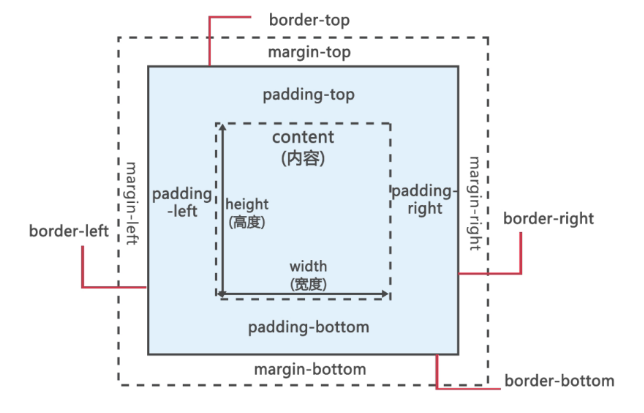 border-top
margin-top
padding-top
content
(内容)
margin-left
padding
-left
height
(高度)
padding-
right
margin-right
border-left
border-right
width
(宽度)
padding-bottom
margin-bottom
border-bottom